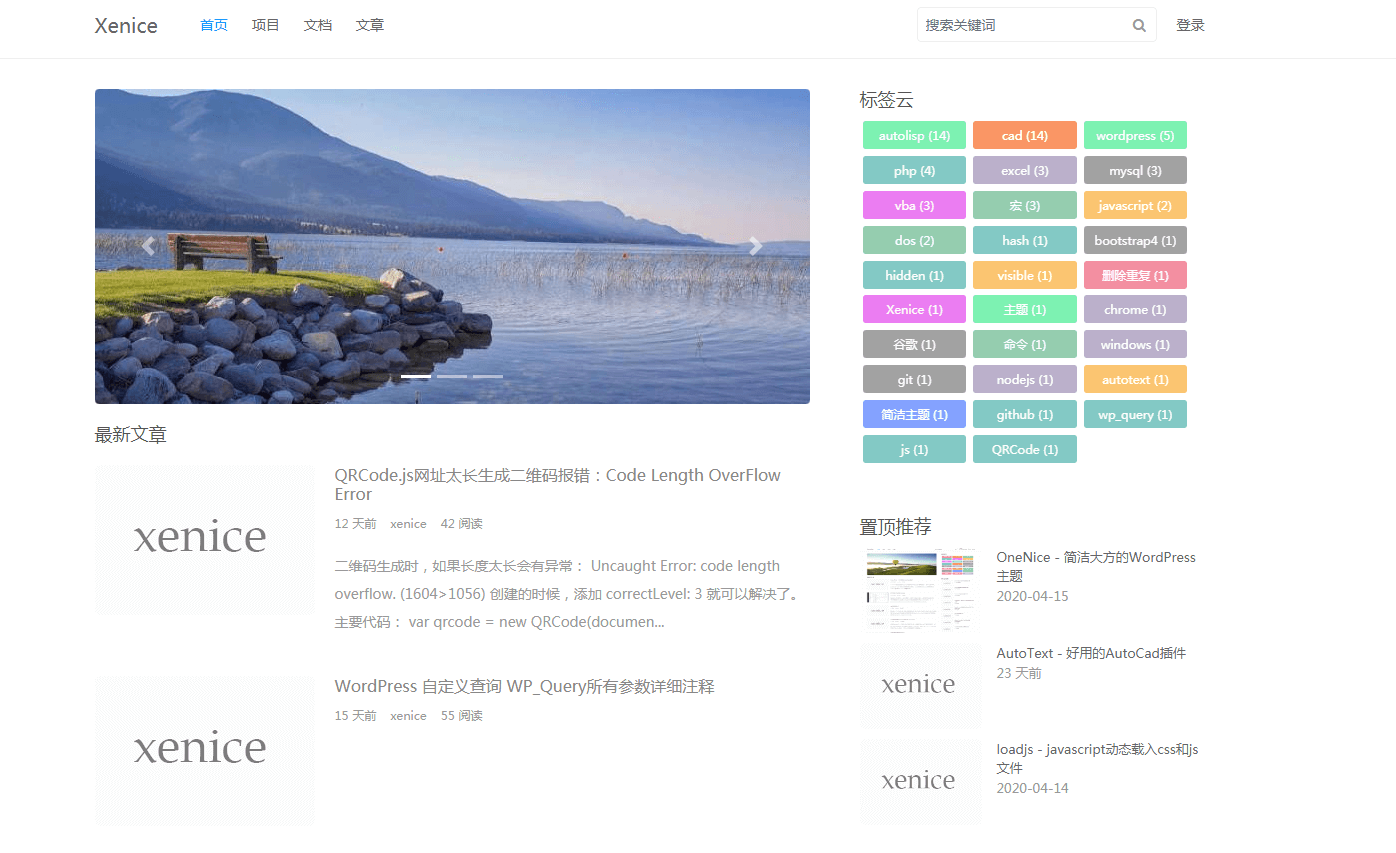 Xenice 首页 项目 文档 文章 搜索关键词 登录
最新文章
xenice
QRCode.js网址太长生成二维码报错：Code Length OverFlow
Error
12 天前 xenice 42 阅读
二维码生成时，如果长度太长会有异常： Uncaught Error: code length
overflow. (1604>1056) 创建的时候，添加 correctLevel: 3 就可以解决了。
主要代码： var qrcode = new QRCode(documen...
xenice
WordPress 自定义查询 WP_Query所有参数详细注释
15 天前 xenice 55 阅读
标签云
autolisp (14) cad (14) wordpress (5)
php (4) excel (3) mysql (3)
vba (3) 宏 (3) javascript (2)
dos (2) hash (1) bootstrap4 (1)
hidden (1) visible (1) 删除重复 (1)
Xenice (1) 主题 (1) chrome (1)
谷歌 (1) 命令 (1) windows (1)
git (1) nodejs (1) autotext (1)
简洁主题 (1) github (1) wp_query (1)
js (1) QRCode (1)
置顶推荐
OneNice - 简洁大方的WordPress
主题
2020-04-15
xenice
AutoText - 好用的AutoCad插件
23 天前
xenice
loadjs - javascript动态载入css和js
文件
2020-04-14